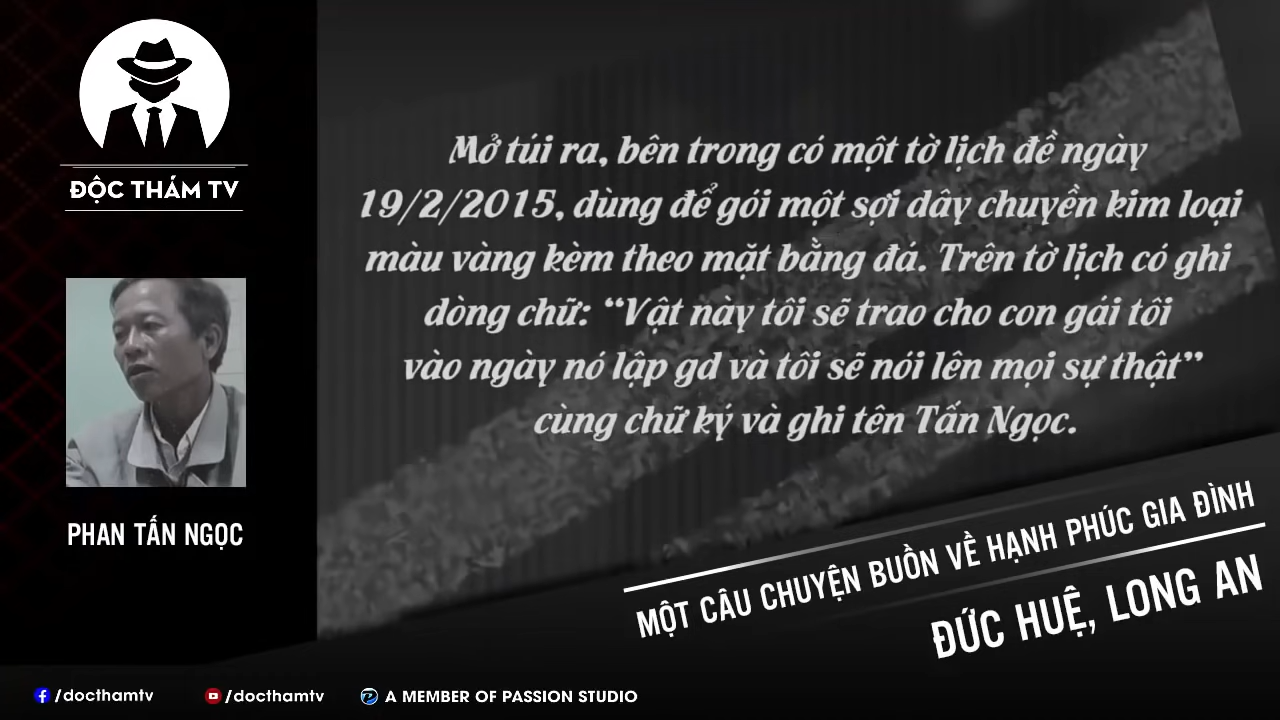 ĐỘC THÁM TV
PHAN TẤN NGỌC
Mở túi ra, bên trong có một tờ lịch đề ngày
19/2/2015, dùng để gói một sợi dây chuyền kim loại
màu vàng kèm theo mặt bằng đá. Trên tờ lịch có ghi
dòng chữ: “Vật này tôi sẽ trao cho con gái tôi
vào ngày nó lập gd và tôi sẽ nói lên mọi sự thật”
cùng chữ ký và ghi tên Tấn Ngọc.
MỘT CÂU CHUYỆN BUỒN VỀ HẠNH PHÚC GIA ĐÌNH
ĐỨC HUỆ, LONG AN
/docthamtv /docthamtv A MEMBER OF PASSION STUDIO